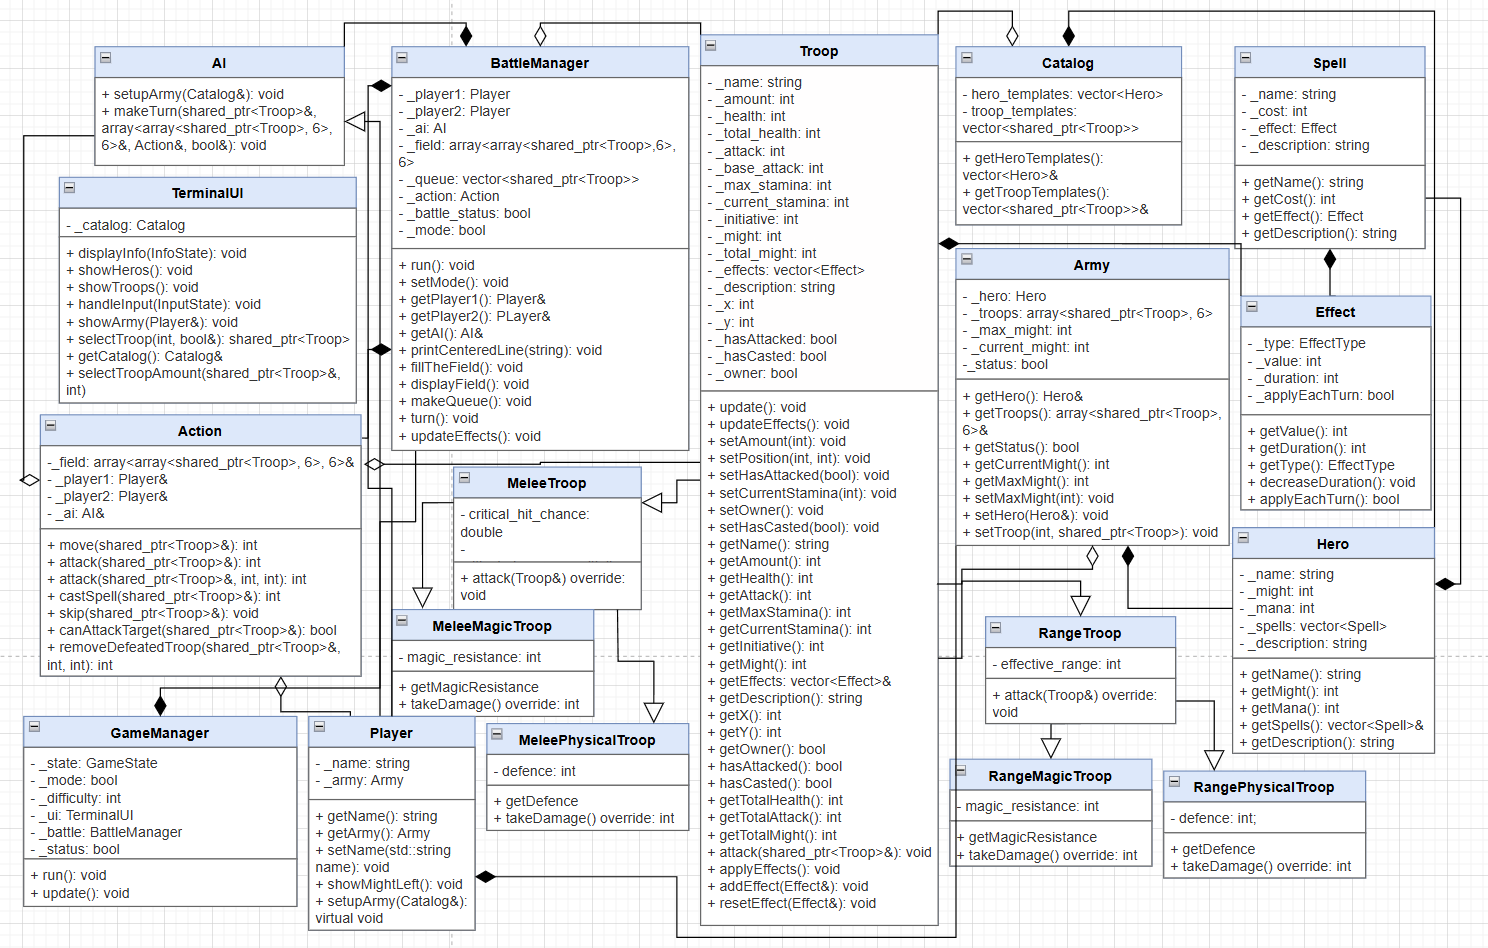 AI
+ setupArmy(Catalog&): void
+ makeTurn(shared_ptr<Troop>&,
array<array<shared_ptr<Troop>, 6>,
6>&, Action&, bool&): void
TerminalUI
- _catalog: Catalog
+ displayInfo(InfoState): void
+ showHeros(): void
+ showTroops(): void
+ handleInput(InputState): void
+ showArmy(Player&): void
+ selectTroop(int, bool&): shared_ptr<Troop>
+ getCatalog(): Catalog&
+ selectTroopAmount(shared_ptr<Troop>&,
int)
Action
-_field: array<array<shared_ptr<Troop>, 6>, 6>&
- _player1: Player&
- _player2: Player&
- _ai: AI&
+ move(shared_ptr<Troop>&): int
+ attack(shared_ptr<Troop>&): int
+ attack(shared_ptr<Troop>&, int, int): int
+ castSpell(shared_ptr<Troop>&): int
+ skip(shared_ptr<Troop>&): void
+ canAttackTarget(shared_ptr<Troop>&): bool
+ removeDefeatedTroop(shared_ptr<Troop>&,
int, int): int
GameManager
- _state: GameState
- _mode: bool
- _difficulty: int
- _ui: TerminalUI
- _battle: BattleManager
- _status: bool
+ run(): void
+ update(): void
Player
- _name: string
- _army: Army
+ getName(): string
+ getArmy(): Army
+ setName(std::string
name): void
+ showMightLeft(): void
+ setupArmy(Catalog&):
virtual void
BattleManager
- _player1: Player
- _player2: Player
- _ai: AI
- _field: array<array<shared_ptr<Troop>,6>,
6>
- _queue: vector<shared_ptr<Troop>>
- _action: Action
- _battle_status: bool
- _mode: bool
+ run(): void
+ setMode(): void
+ getPlayer1(): Player&
+ getPlayer2(): PLayer&
+ getAI(): AI&
+ printCenteredLine(string): void
+ fillTheField(): void
+ displayField(): void
+ makeQueue(): void
+ turn(): void
+ updateEffects(): void
MeleeTroop
- critical_hit_chance:
double
-
+ attack(Troop&) override:
void
MeleeMagicTroop
- magic_resistance: int
+ getMagicResistance
+ takeDamage() override: int
MeleePhysicalTroop
- defence: int
+ getDefence
+ takeDamage() override: int
Troop
- _name: string
- _amount: int
- _health: int
- _total_health: int
- _attack: int
- _base_attack: int
- _max_stamina: int
- _current_stamina: int
- _initiative: int
- _might: int
- _total_might: int
- _effects: vector<Effect>
- _description: string
- _x: int
- _y: int
- _hasAttacked: bool
- _hasCasted: bool
- _owner: bool
+ update(): void
+ updateEffects(): void
+ setAmount(int): void
+ setPosition(int, int): void
+ setHasAttacked(bool): void
+ setCurrentStamina(int): void
+ setOwner(): void
+ setHasCasted(bool): void
+ getName(): string
+ getAmount(): int
+ getHealth(): int
+ getAttack(): int
+ getMaxStamina(): int
+ getCurrentStamina(): int
+ getInitiative(): int
+ getMight(): int
+ getEffects: vector<Effect>&
+ getDescription(): string
+ getX(): int
+ getY(): int
+ getOwner(): bool
+ hasAttacked(): bool
+ hasCasted(): bool
+ getTotalHealth(): int
+ getTotalAttack(): int
+ getTotalMight(): int
+ attack(shared_ptr<Troop>&): void
+ applyEffects(): void
+ addEffect(Effect&): void
+ resetEffect(Effect&): void
Catalog
- hero_templates: vector<Hero>
- troop_templates:
vector<shared_ptr<Troop>>
+ getHeroTemplates():
vector<Hero>&
+ getTroopTemplates():
vector<shared_ptr<Troop>>&
Spell
- _name: string
- _cost: int
- _effect: Effect
- _description: string
+ getName(): string
+ getCost(): int
+ getEffect(): Effect
+ getDescription(): string
Army
- _hero: Hero
- _troops: array<shared_ptr<Troop>, 6>
- _max_might: int
- _current_might: int
-_status: bool
+ getHero(): Hero&
+ getTroops(): array<shared_ptr<Troop>,
6>&
+ getStatus(): bool
+ getCurrentMight(): int
+ getMaxMight(): int
+ setMaxMight(int): void
+ setHero(Hero&): void
+ setTroop(int, shared_ptr<Troop>): void
Effect
- _type: EffectType
- _value: int
- _duration: int
- _applyEachTurn: bool
+ getValue(): int
+ getDuration(): int
+ getType(): EffectType
+ decreaseDuration(): void
+ applyEachTurn(): bool
Hero
- _name: string
- _might: int
- _mana: int
- _spells: vector<Spell>
- _description: string
+ getName(): string
+ getMight(): int
+ getMana(): int
+ getSpells(): vector<Spell>&
+ getDescription(): string
RangeTroop
- effective_range: int
+ attack(Troop&) override:
void
RangeMagicTroop
- magic_resistance: int
+ getMagicResistance
+ takeDamage() override: int
RangePhysicalTroop
- defence: int;
+ getDefence
+ takeDamage() override: int